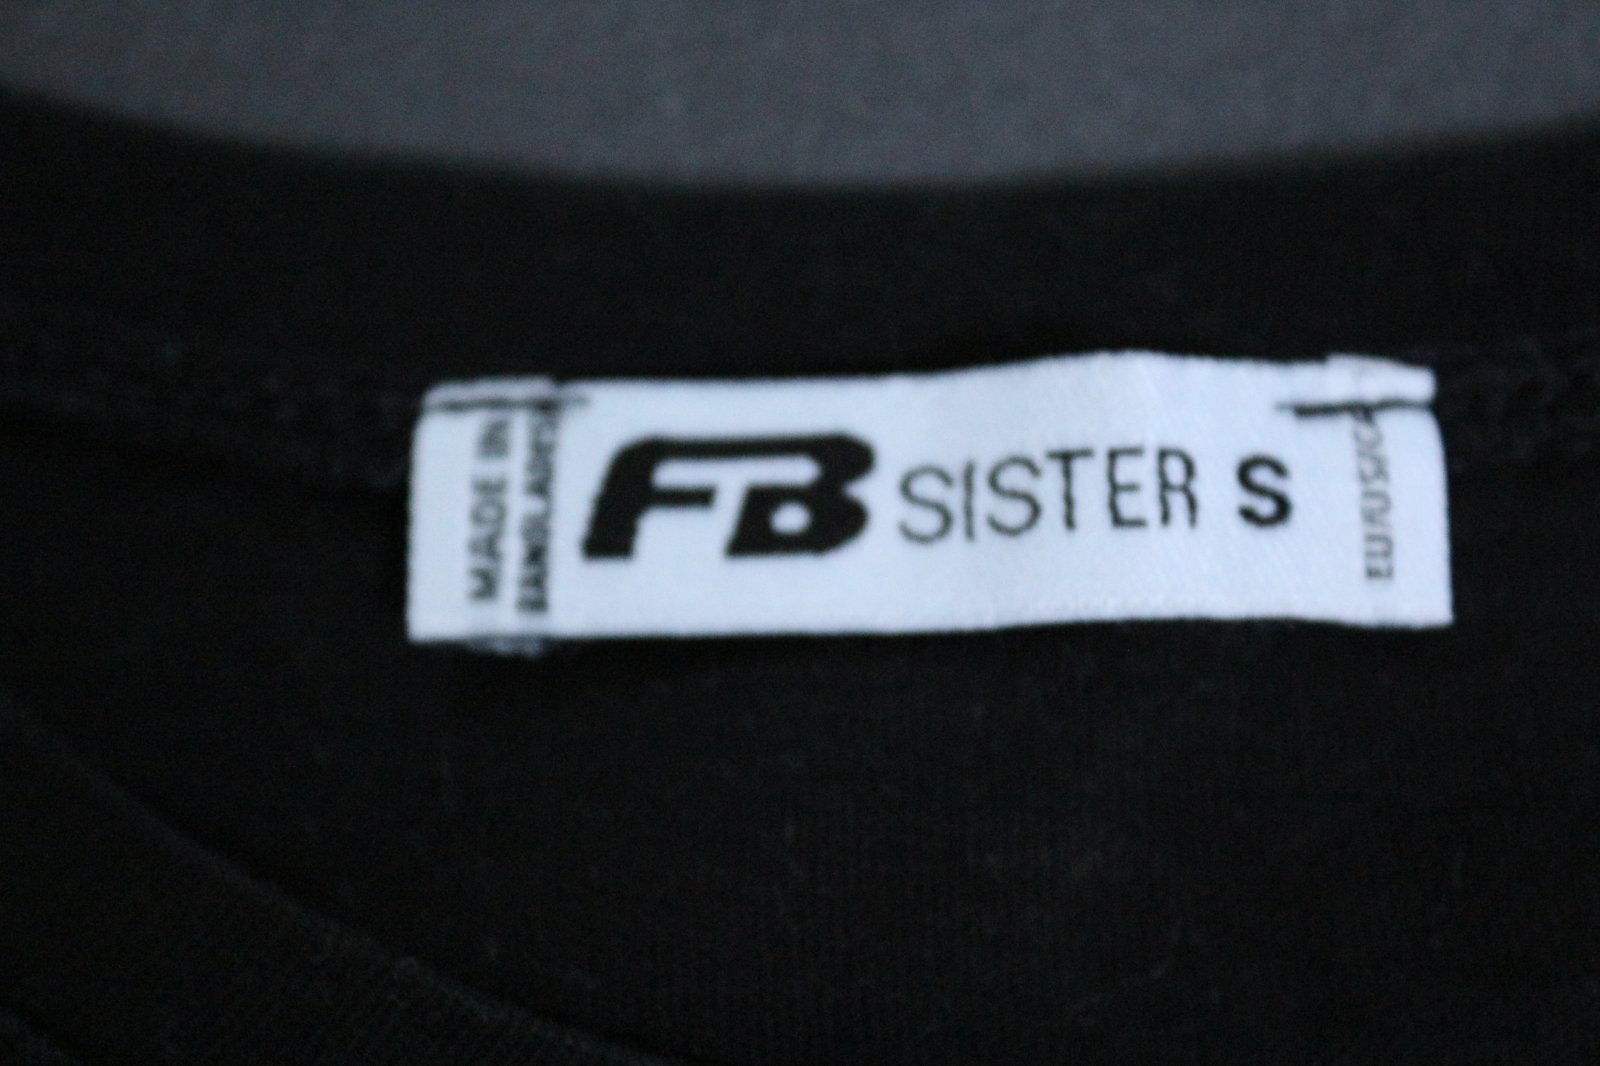 MADE IN
BANGLADESH
FB SISTER S
EU/US/CA